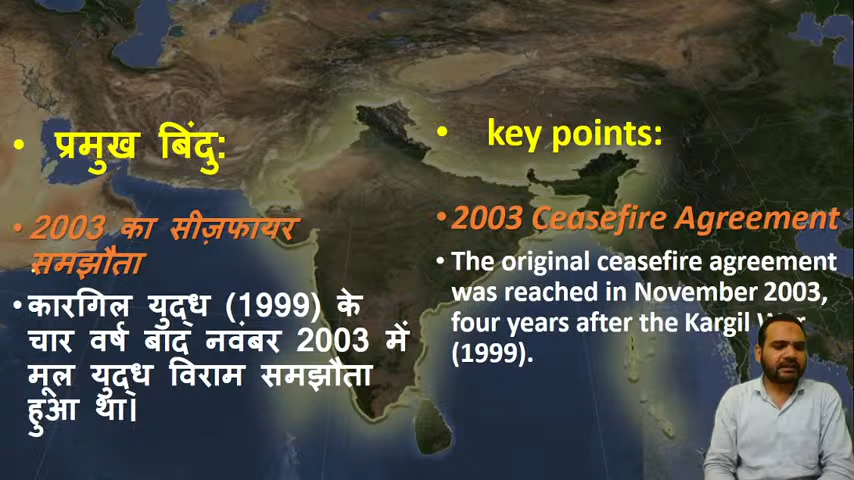 • प्रमुख बिंदु:
• 2003 का सीज़फायर
समझौता
• कारगिल युद्ध (1999) के
चार वर्ष बाद नवंबर 2003 में
मूल युद्ध विराम समझौता
हुआ था।
• key points:
• 2003 Ceasefire Agreement
• The original ceasefire agreement
was reached in November 2003,
four years after the Kargil War
(1999).